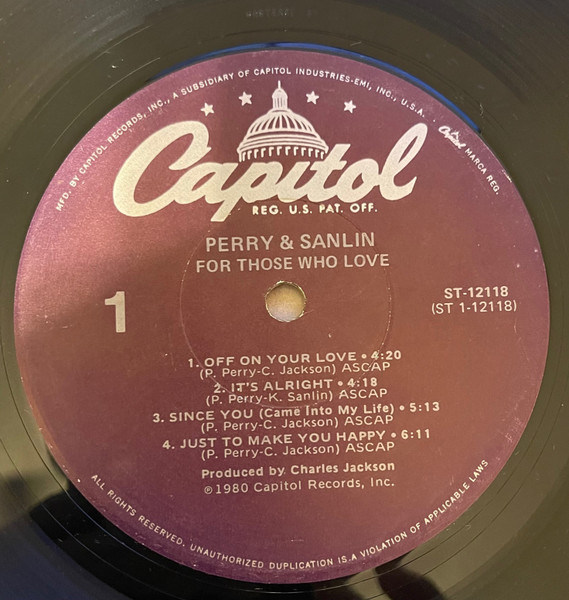 MFD. BY CAPITOL RECORDS, INC., A SUBSIDIARY OF CAPITOL INDUSTRIES-EMI, INC., U.S.A.
Capitol MARCA REG.
Capitol
REG. U.S. PAT. OFF.
PERRY & SANLIN
FOR THOSE WHO LOVE
1
ST-12118
(ST 1-12118)
1. OFF ON YOUR LOVE • 4:20
(P. Perry-C. Jackson) ASCAP
2. IT'S ALRIGHT • 4:18
(P. Perry-K. Sanlin) ASCAP
3. SINCE YOU (Came Into My Life) • 5:13
(P. Perry-C. Jackson) ASCAP
4. JUST TO MAKE YOU HAPPY • 6:11
(P. Perry-C. Jackson) ASCAP
Produced by Charles Jackson
℗1980 Capitol Records, Inc.
ALL RIGHTS RESERVED. UNAUTHORIZED DUPLICATION IS A VIOLATION OF APPLICABLE LAWS